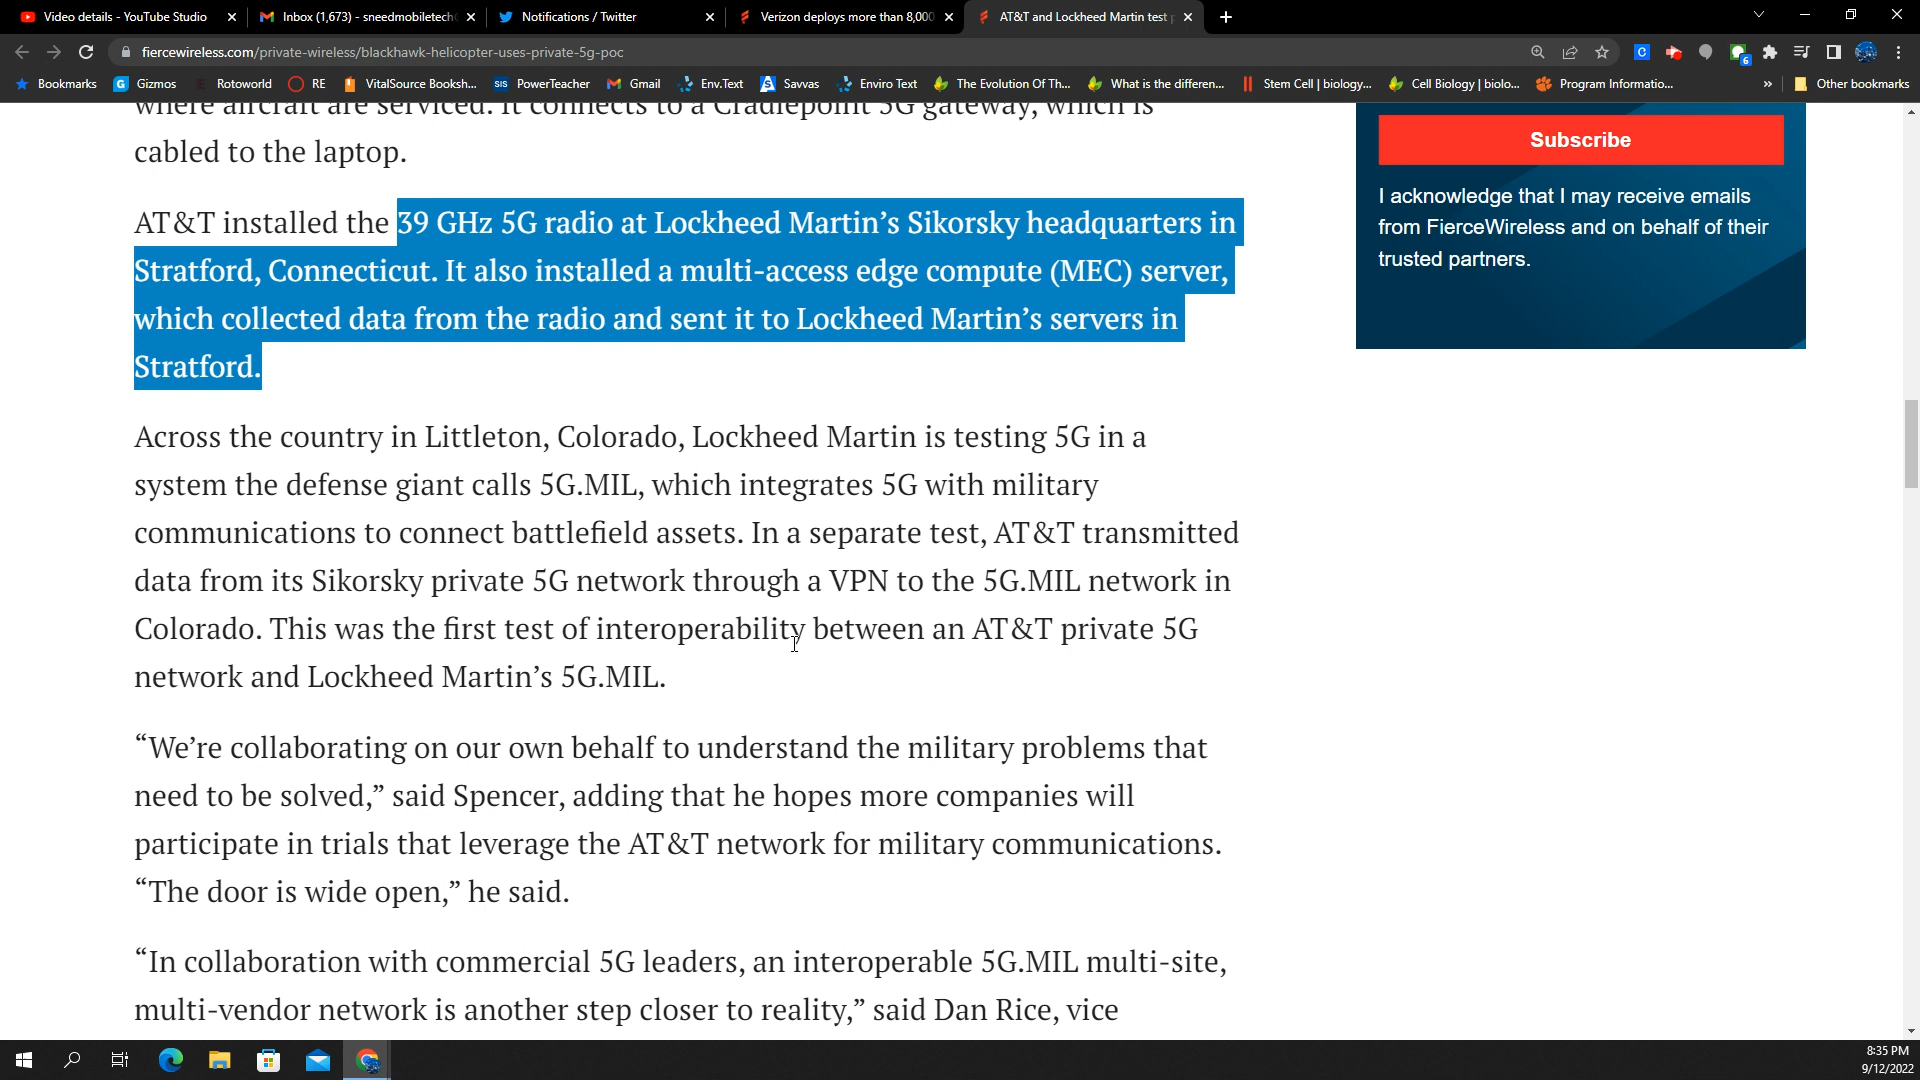 Video details - YouTube Studio
Inbox (1,673) - sneedmobiletech
Notifications / Twitter
Verizon deploys more than 8,000
AT&T and Lockheed Martin test p
fiercewireless.com/private-wireless/blackhawk-helicopter-uses-private-5g-poc
6
Bookmarks
G Gizmos
Rotoworld
RE
VitalSource Booksh...
SIS PowerTeacher
Gmail
Env.Text
Savvas
Enviro Text
The Evolution Of Th...
What is the differen...
Stem Cell | biology...
Cell Biology | biolo...
Program Informatio...
»
Other bookmarks
where aircraft are serviced. It connects to a Cradlepoint 5G gateway, which is
cabled to the laptop.
AT&T installed the 39 GHz 5G radio at Lockheed Martin’s Sikorsky headquarters in
Stratford, Connecticut. It also installed a multi-access edge compute (MEC) server,
which collected data from the radio and sent it to Lockheed Martin’s servers in
Stratford.
Across the country in Littleton, Colorado, Lockheed Martin is testing 5G in a
system the defense giant calls 5G.MIL, which integrates 5G with military
communications to connect battlefield assets. In a separate test, AT&T transmitted
data from its Sikorsky private 5G network through a VPN to the 5G.MIL network in
Colorado. This was the first test of interoperability between an AT&T private 5G
network and Lockheed Martin’s 5G.MIL.
“We’re collaborating on our own behalf to understand the military problems that
need to be solved,” said Spencer, adding that he hopes more companies will
participate in trials that leverage the AT&T network for military communications.
“The door is wide open,” he said.
“In collaboration with commercial 5G leaders, an interoperable 5G.MIL multi-site,
multi-vendor network is another step closer to reality,” said Dan Rice, vice
Subscribe
I acknowledge that I may receive emails
from FierceWireless and on behalf of their
trusted partners.
8:35 PM
9/12/2022